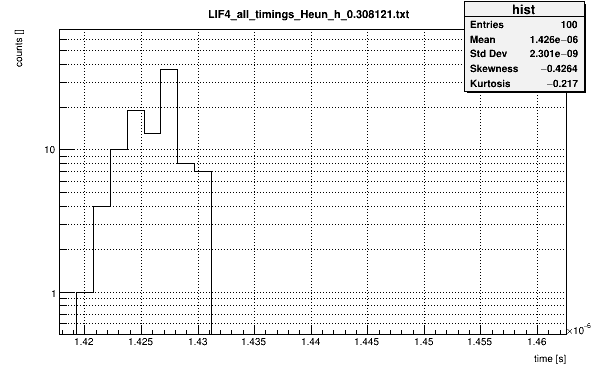 LIF4_all_timings_Heun_h_0.308121.txt
hist
Entries 100
Mean 1.426e−06
Std Dev 2.301e−09
Skewness −0.4264
Kurtosis −0.217
counts []
10
1
1.42 1.425 1.43 1.435 1.44 1.445 1.45 1.455 1.46
×10⁻⁶
time [s]